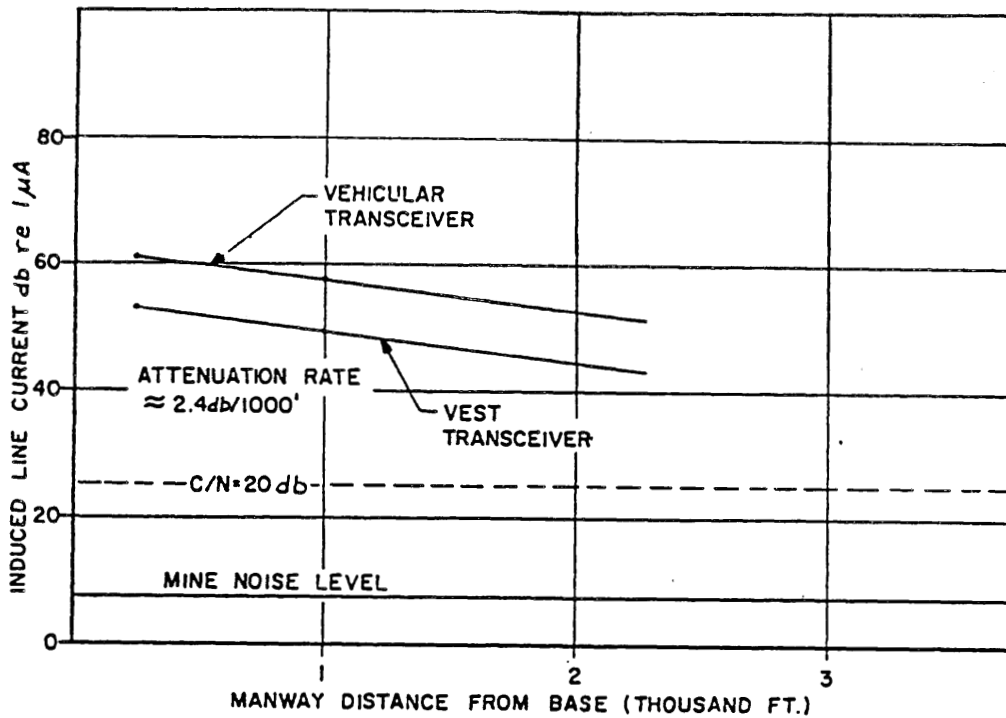 80
60
40
20
0
INDUCED LINE CURRENT db re 1μA
VEHICULAR
TRANSCEIVER
ATTENUATION RATE
≈ 2.4db/1000'
VEST
TRANSCEIVER
C/N=20 db
MINE NOISE LEVEL
1
2
3
MANWAY DISTANCE FROM BASE (THOUSAND FT.)